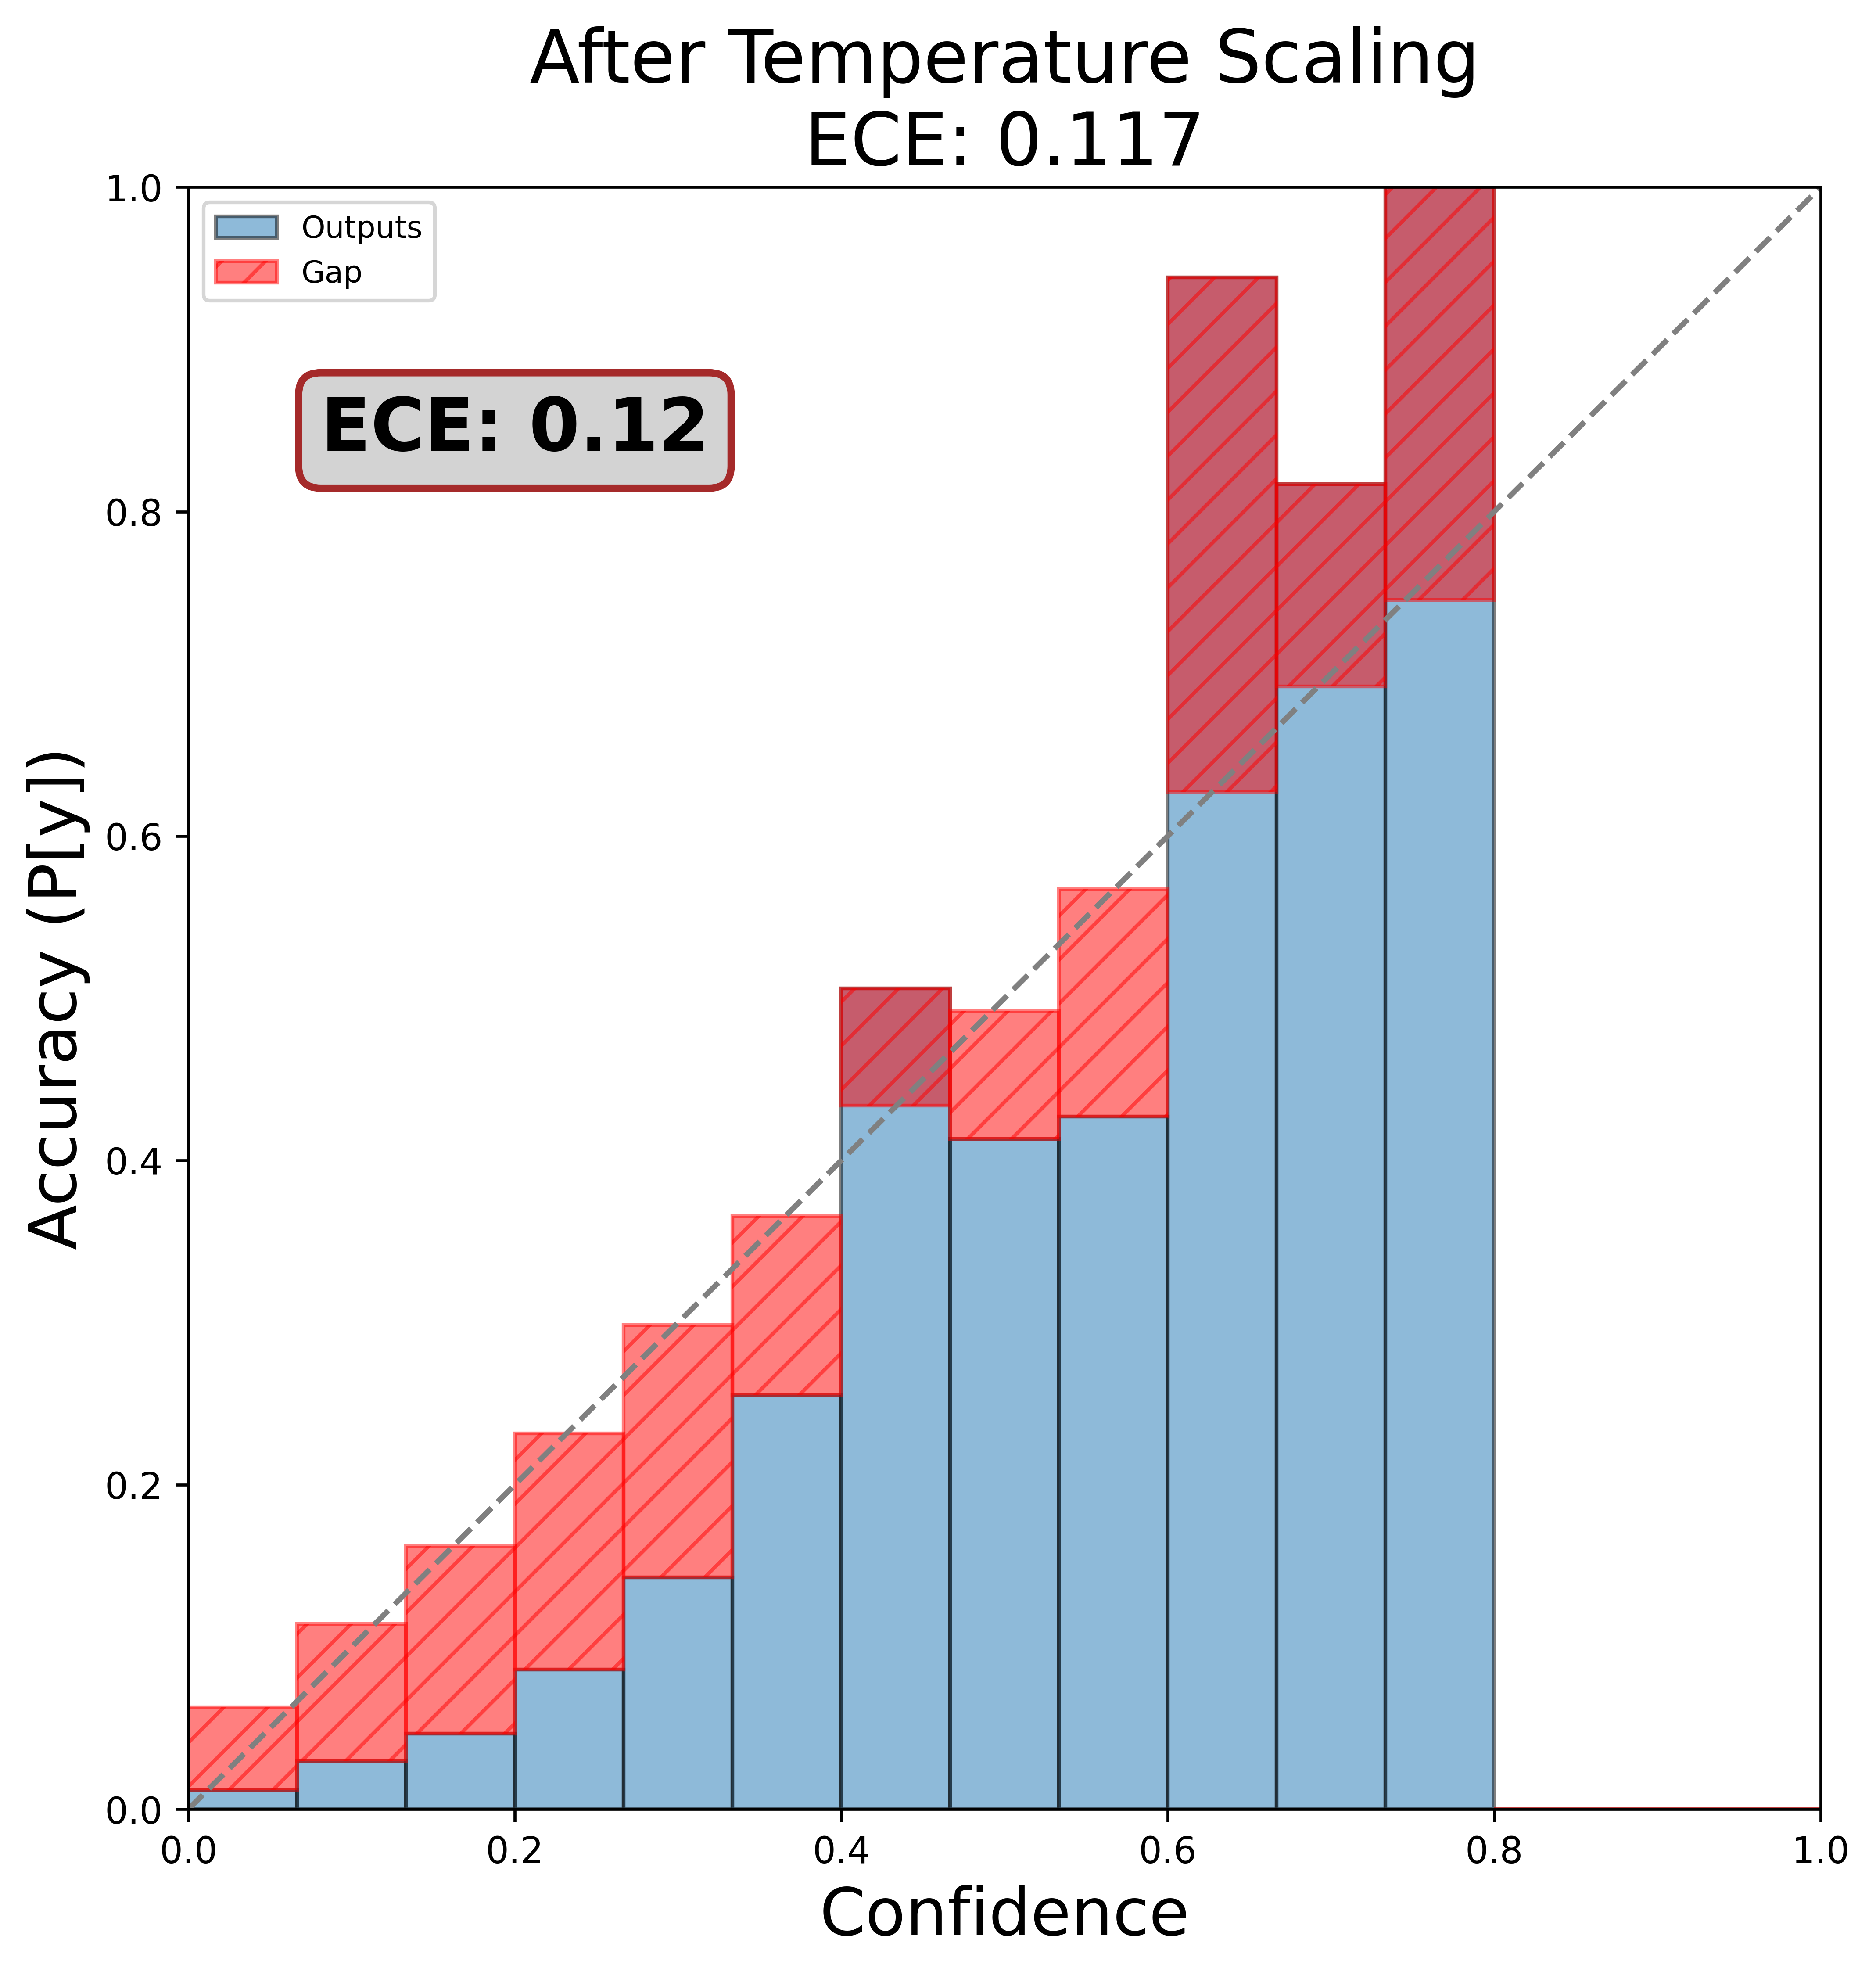 After Temperature Scaling
ECE: 0.117
Outputs
Gap
ECE: 0.12
Accuracy (P[y])
1.0
0.8
0.6
0.4
0.2
0.0
0.0 0.2 0.4 0.6 0.8 1.0
Confidence